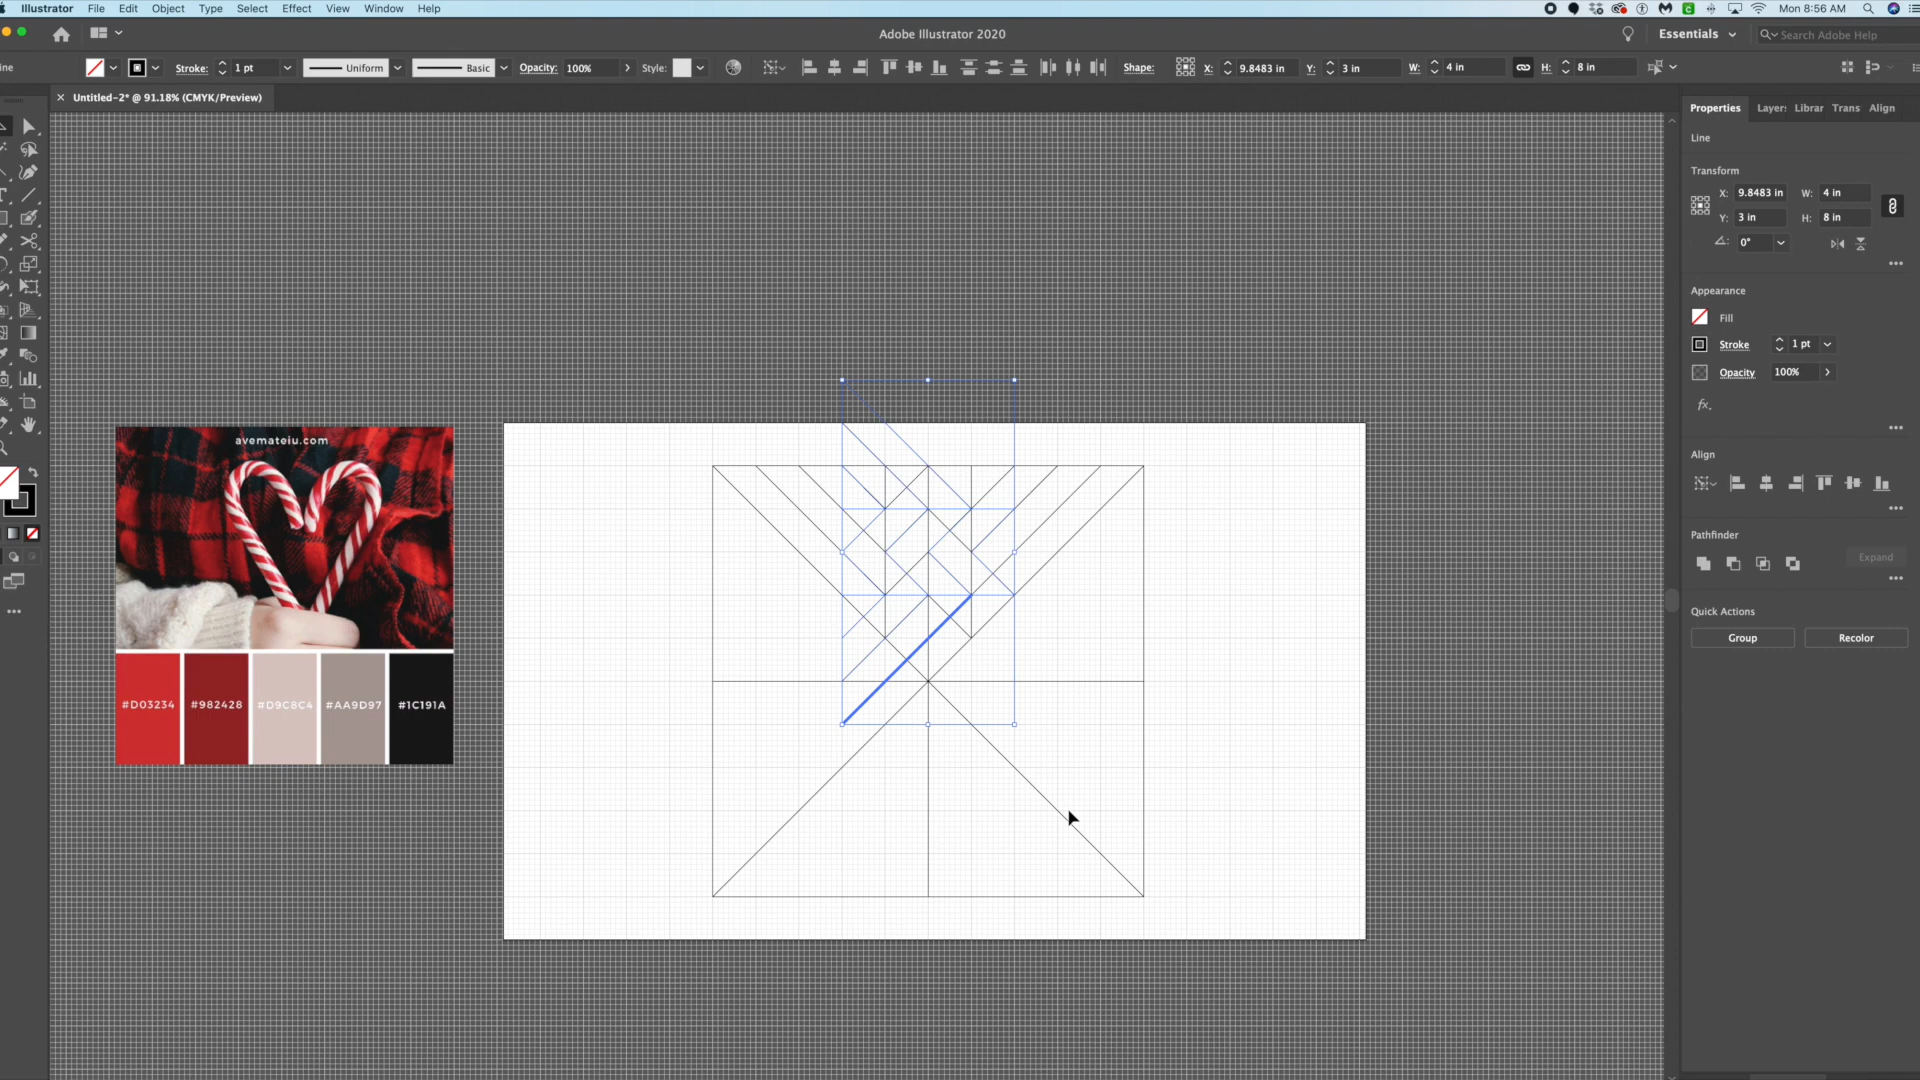 Illustrator File Edit Object Type Select Effect View Window Help
Mon 8:56 AM
Adobe Illustrator 2020
Essentials
Search Adobe Help
ine
Stroke: 1 pt Uniform Basic Opacity: 100% Style: Shape: X: 9.8483 in Y: 3 in W: 4 in H: 8 in
× Untitled-2* @ 91.18% (CMYK/Preview)
Properties Layer: Librar Trans Align
Line
Transform
X: 9.8483 in W: 4 in
Y: 3 in H: 8 in
0°
Appearance
Fill
Stroke 1 pt
Opacity 100%
fx.
Align
Pathfinder
Expand
Quick Actions
Group Recolor
avemateiu.com
#D03234 #982428 #D9C8C4 #AA9D97 #1C191A